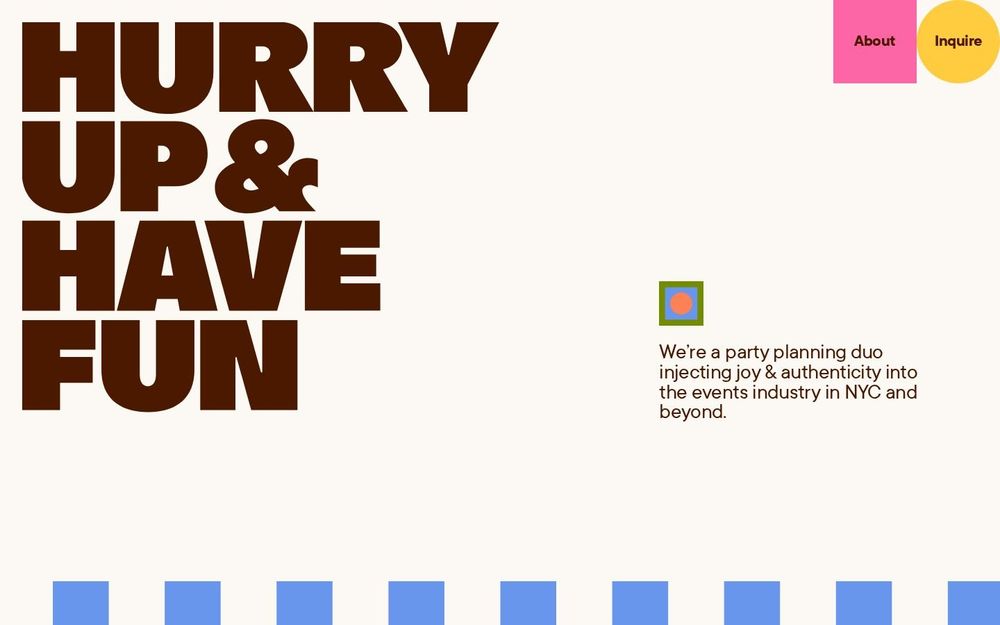 HURRY
UP &
HAVE
FUN
About
Inquire
We're a party planning duo
injecting joy & authenticity into
the events industry in NYC and
beyond.